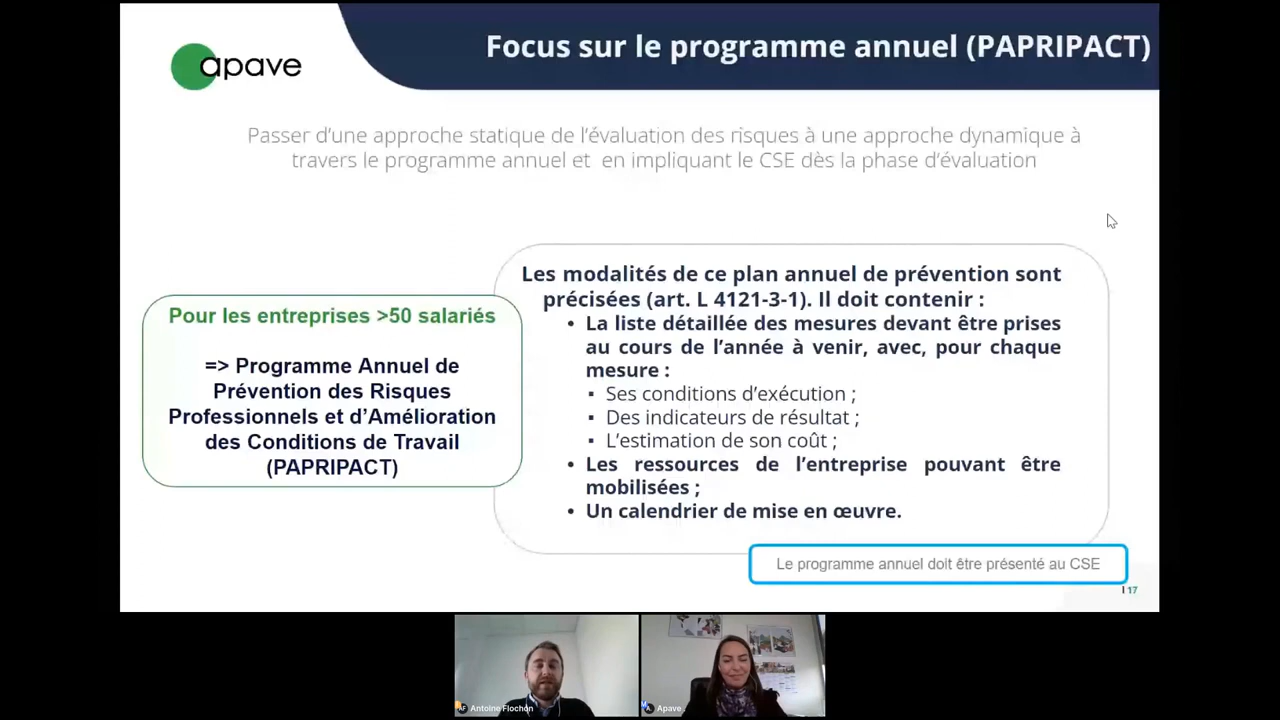 apave
Focus sur le programme annuel (PAPRIPACT)
Passer d’une approche statique de l’évaluation des risques à une approche dynamique à
travers le programme annuel et en impliquant le CSE dès la phase d’évaluation
Pour les entreprises >50 salariés
=> Programme Annuel de
Prévention des Risques
Professionnels et d’Amélioration
des Conditions de Travail
(PAPRIPACT)
Les modalités de ce plan annuel de prévention sont
précisées (art. L 4121-3-1). Il doit contenir :
• La liste détaillée des mesures devant être prises
au cours de l’année à venir, avec, pour chaque
mesure :
▪ Ses conditions d’exécution ;
▪ Des indicateurs de résultat ;
▪ L’estimation de son coût ;
• Les ressources de l’entreprise pouvant être
mobilisées ;
• Un calendrier de mise en œuvre.
Le programme annuel doit être présenté au CSE
17
AF Antoine Flochon
Apave